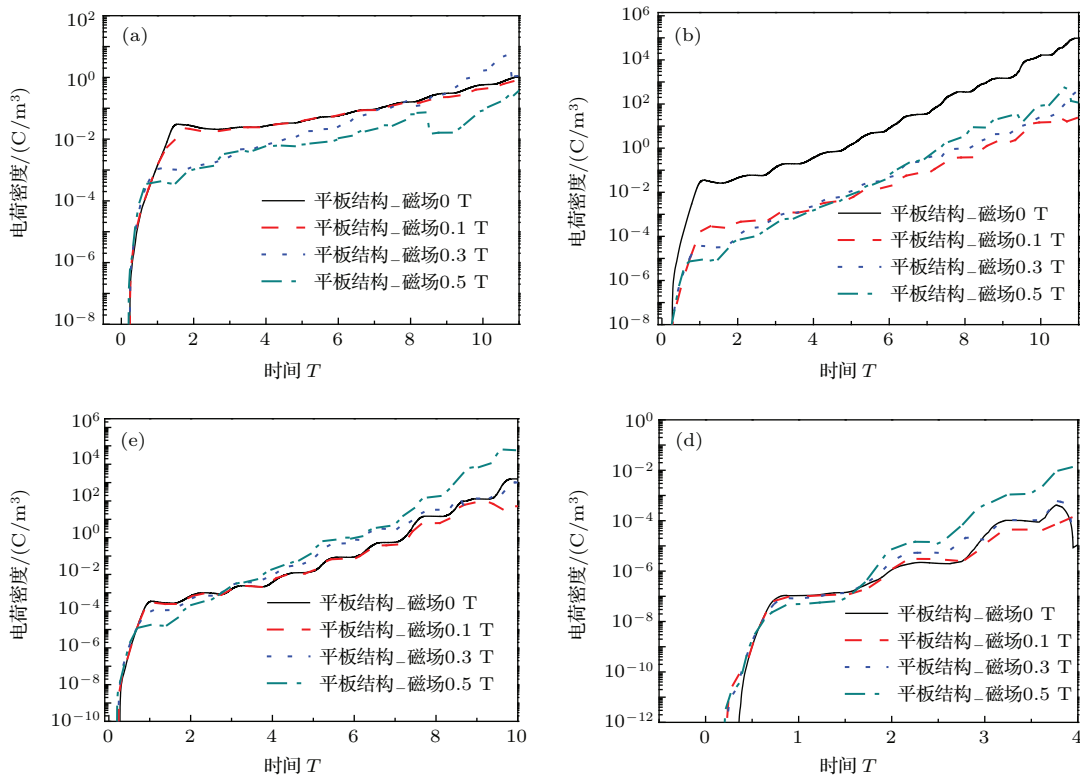 (a)
10^2
10^0
10^-2
10^-4
10^-6
10^-8
电荷密度/(C/m^3)
平板结构_磁场0 T
平板结构_磁场0.1 T
平板结构_磁场0.3 T
平板结构_磁场0.5 T
0 2 4 6 8 10
时间 T
(b)
10^6
10^4
10^2
10^0
10^-2
10^-4
10^-6
10^-8
电荷密度/(C/m^3)
平板结构_磁场0 T
平板结构_磁场0.1 T
平板结构_磁场0.3 T
平板结构_磁场0.5 T
0 2 4 6 8 10
时间 T
(e)
10^6
10^4
10^2
10^0
10^-2
10^-4
10^-6
10^-8
10^-10
电荷密度/(C/m^3)
平板结构_磁场0 T
平板结构_磁场0.1 T
平板结构_磁场0.3 T
平板结构_磁场0.5 T
0 2 4 6 8 10
时间 T
(d)
10^0
10^-2
10^-4
10^-6
10^-8
10^-10
10^-12
电荷密度/(C/m^3)
平板结构_磁场0 T
平板结构_磁场0.1 T
平板结构_磁场0.3 T
平板结构_磁场0.5 T
0 1 2 3 4
时间 T